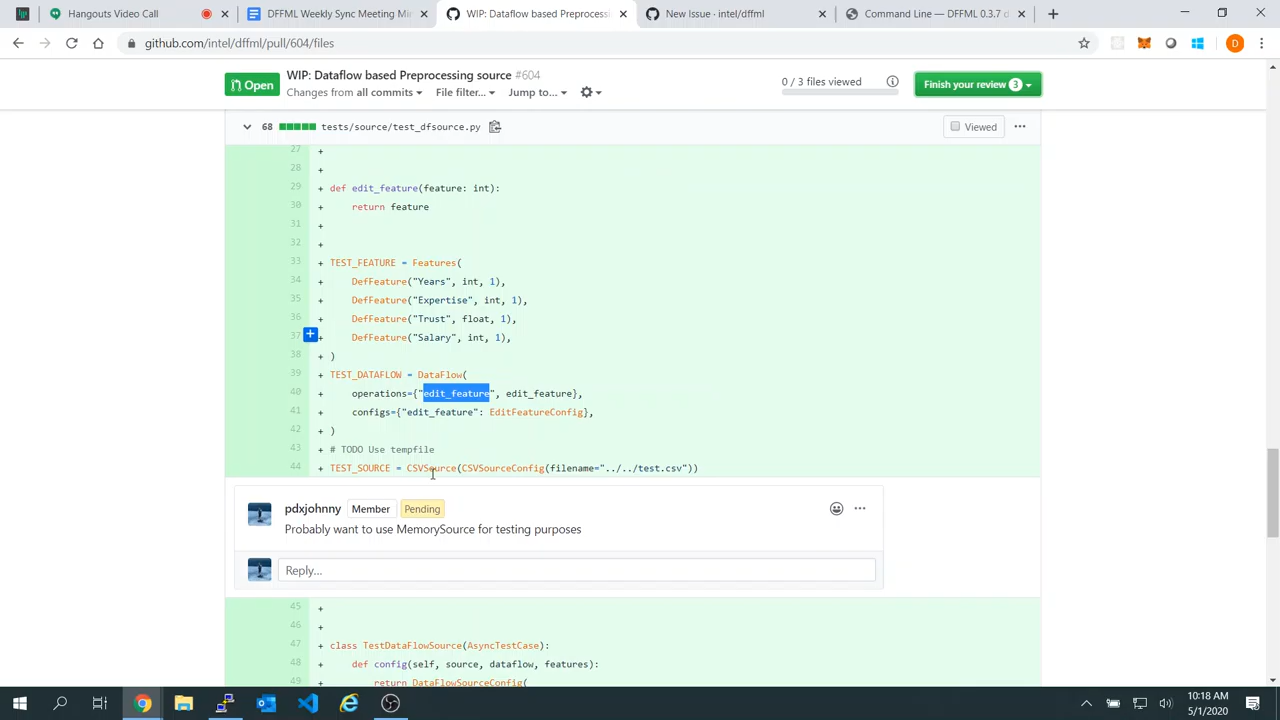 Hangouts Video Call
DFFML Weekly Sync Meeting Mi
WIP: Dataflow based Preprocessi
New Issue · intel/dffml
Command Line — DFFML 0.3.7 d
github.com/intel/dffml/pull/604/files
D
Open
WIP: Dataflow based Preprocessing source #604
Changes from all commits
File filter...
Jump to...
0 / 3 files viewed
Finish your review 3
68
tests/source/test_dfsource.py
Viewed
27 +
28 +
29 + def edit_feature(feature: int):
30 + return feature
31 +
32 +
33 + TEST_FEATURE = Features(
34 + DefFeature("Years", int, 1),
35 + DefFeature("Expertise", int, 1),
36 + DefFeature("Trust", float, 1),
37 + DefFeature("Salary", int, 1),
38 + )
39 + TEST_DATAFLOW = DataFlow(
40 + operations={"edit_feature", edit_feature},
41 + configs={"edit_feature": EditFeatureConfig},
42 + )
43 + # TODO Use tempfile
44 + TEST_SOURCE = CSVSource(CSVSourceConfig(filename="../../test.csv"))
pdxjohnny Member Pending
Probably want to use MemorySource for testing purposes
Reply...
45 +
46 +
47 + class TestDataFlowSource(AsyncTestCase):
48 + def config(self, source, dataflow, features):
49 + return DataFlowSourceConfig(
10:18 AM
5/1/2020